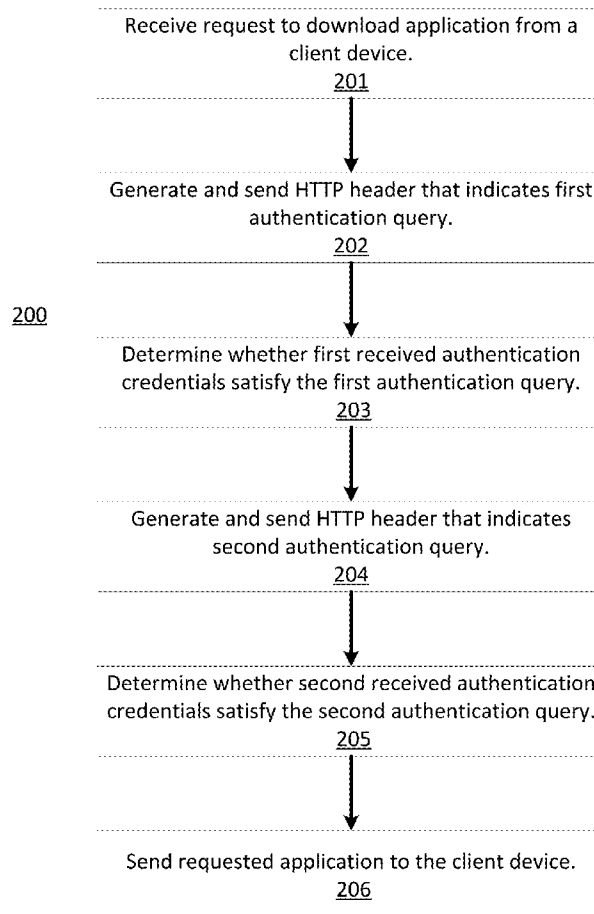 Receive request to download application from a
client device.
201
Generate and send HTTP header that indicates first
authentication query.
202
200
Determine whether first received authentication
credentials satisfy the first authentication query.
203
Generate and send HTTP header that indicates
second authentication query.
204
Determine whether second received authentication
credentials satisfy the second authentication query.
205
Send requested application to the client device.
206